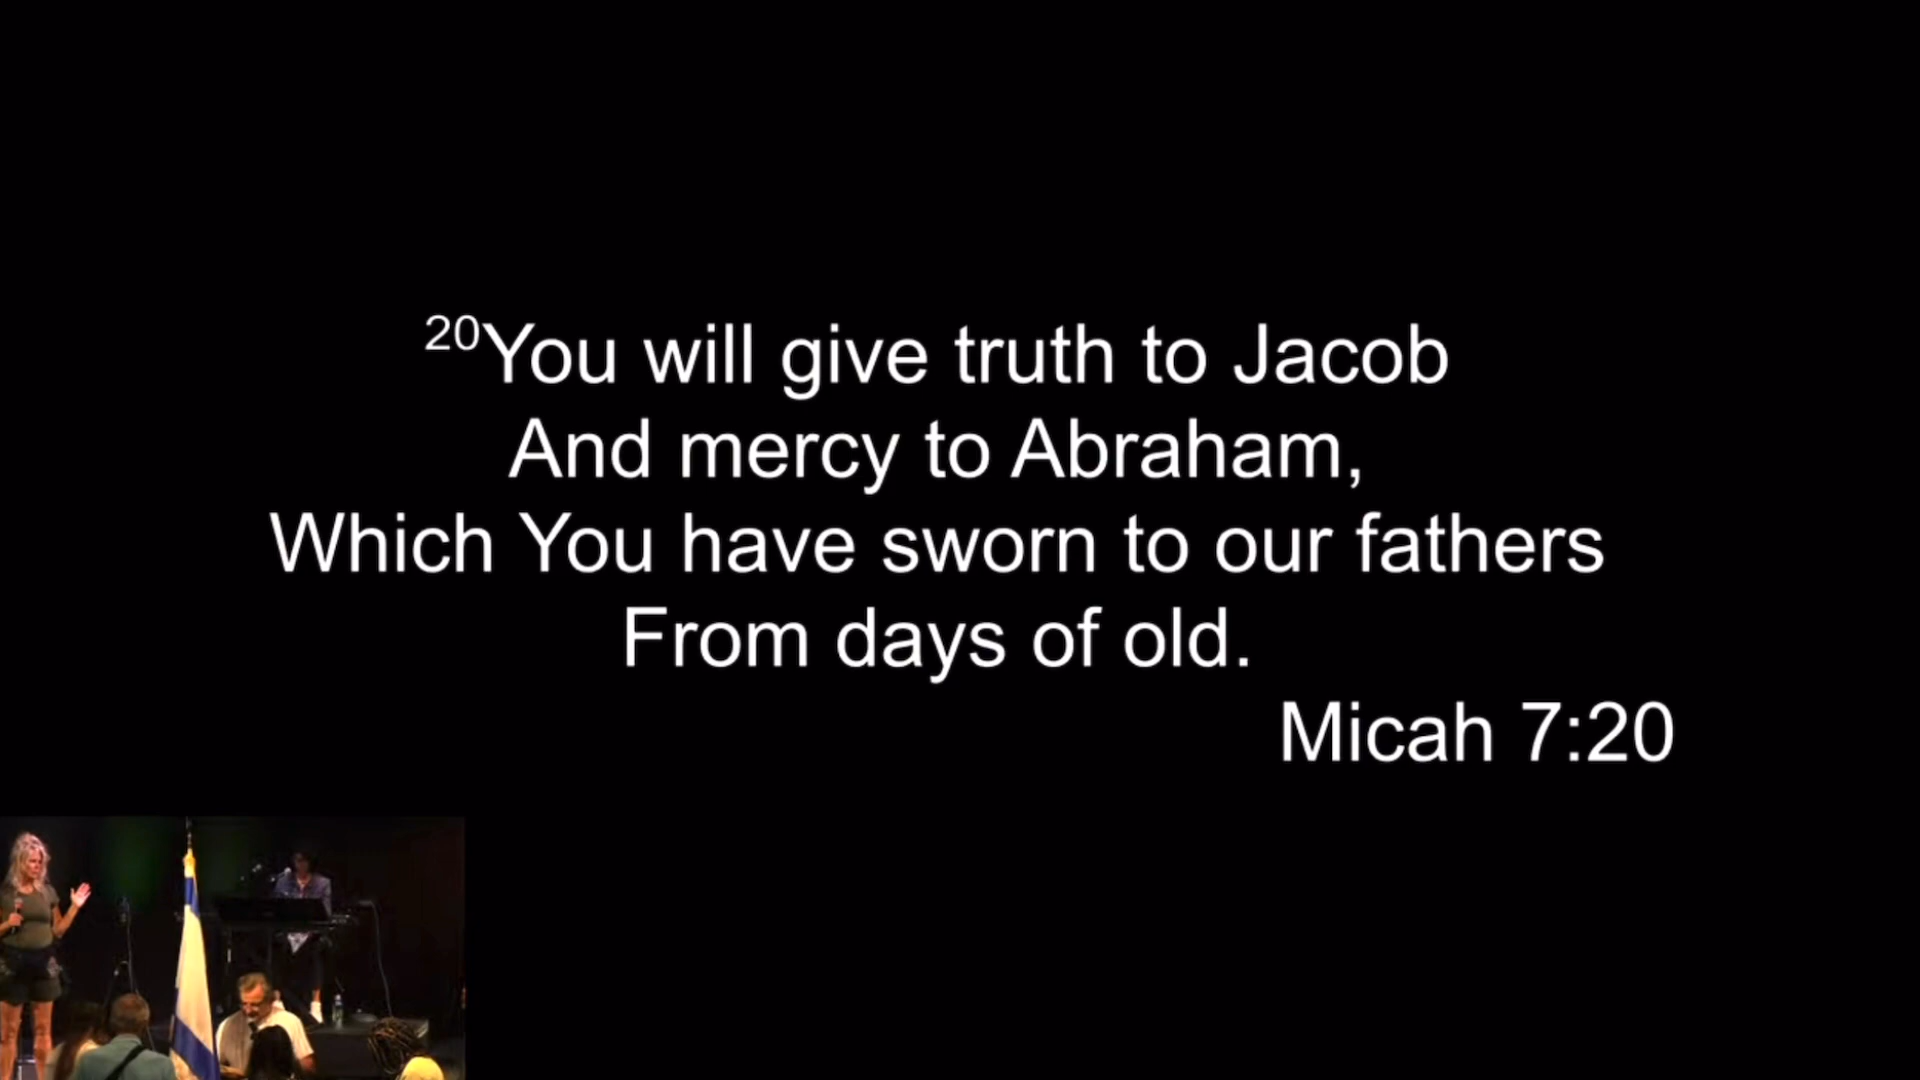 20You will give truth to Jacob
And mercy to Abraham,
Which You have sworn to our fathers
From days of old.
Micah 7:20